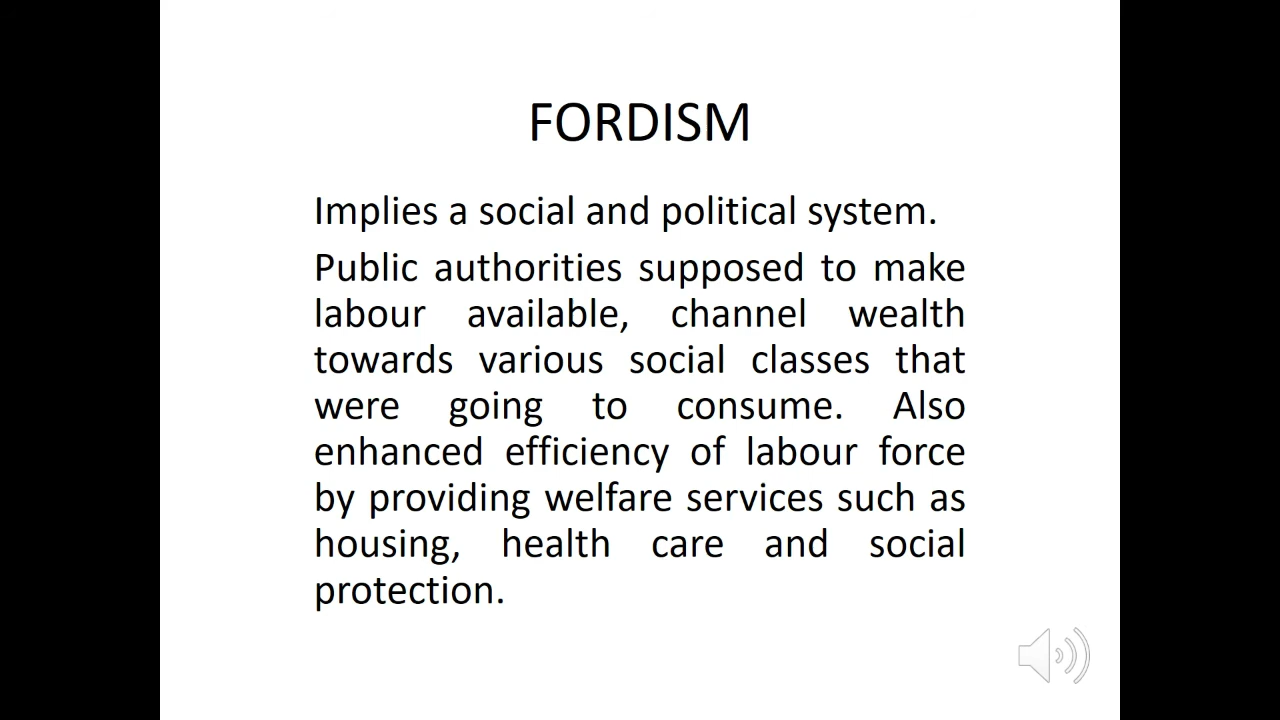 FORDISM
Implies a social and political system.
Public authorities supposed to make
labour available, channel wealth
towards various social classes that
were going to consume. Also
enhanced efficiency of labour force
by providing welfare services such as
housing, health care and social
protection.